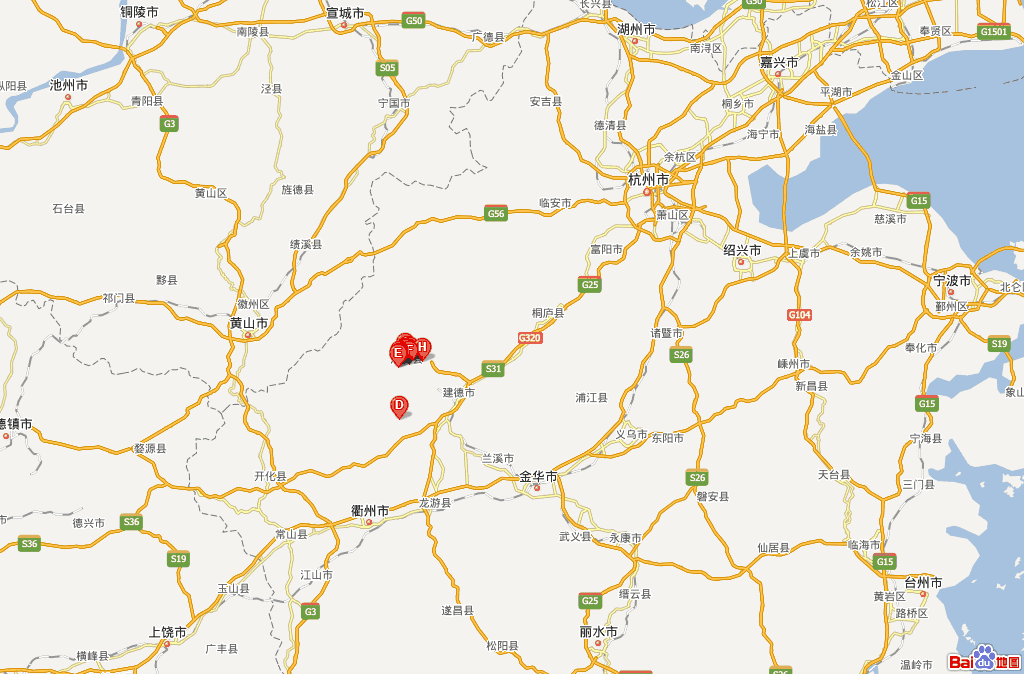 铜陵市
宣城市
G50
长兴县
G50
松江区
南陵县
广德县
湖州市
奉贤区
G1501
南浔区
嘉兴市
S05
金山区
池州市
泾县
枞阳县
青阳县
宁国市
安吉县
桐乡市
平湖市
G3
德清县
海宁市
海盐县
余杭区
杭州市
黄山区
旌德县
临安市
G15
石台县
G56
萧山区
慈溪市
绩溪县
富阳市
绍兴市
上虞市
余姚市
黟县
G25
宁波市
北仑区
祁门县
徽州区
鄞州区
桐庐县
G104
黄山市
G320
诸暨市
S19
奉化市
E
H
S26
S31
嵊州市
新昌县
建德市
浦江县
象山
D
G15
德镇市
义乌市
东阳市
宁海县
婺源县
兰溪市
开化县
金华市
S26
天台县
三门县
龙游县
磐安县
衢州市
德兴市
S36
常山县
武义县
永康市
S36
仙居县
临海市
S19
G15
江山市
台州市
玉山县
缙云县
黄岩区
G25
G3
遂昌县
路桥区
上饶市
丽水市
广丰县
松阳县
横峰县
温岭市
Bai du 地图
S26